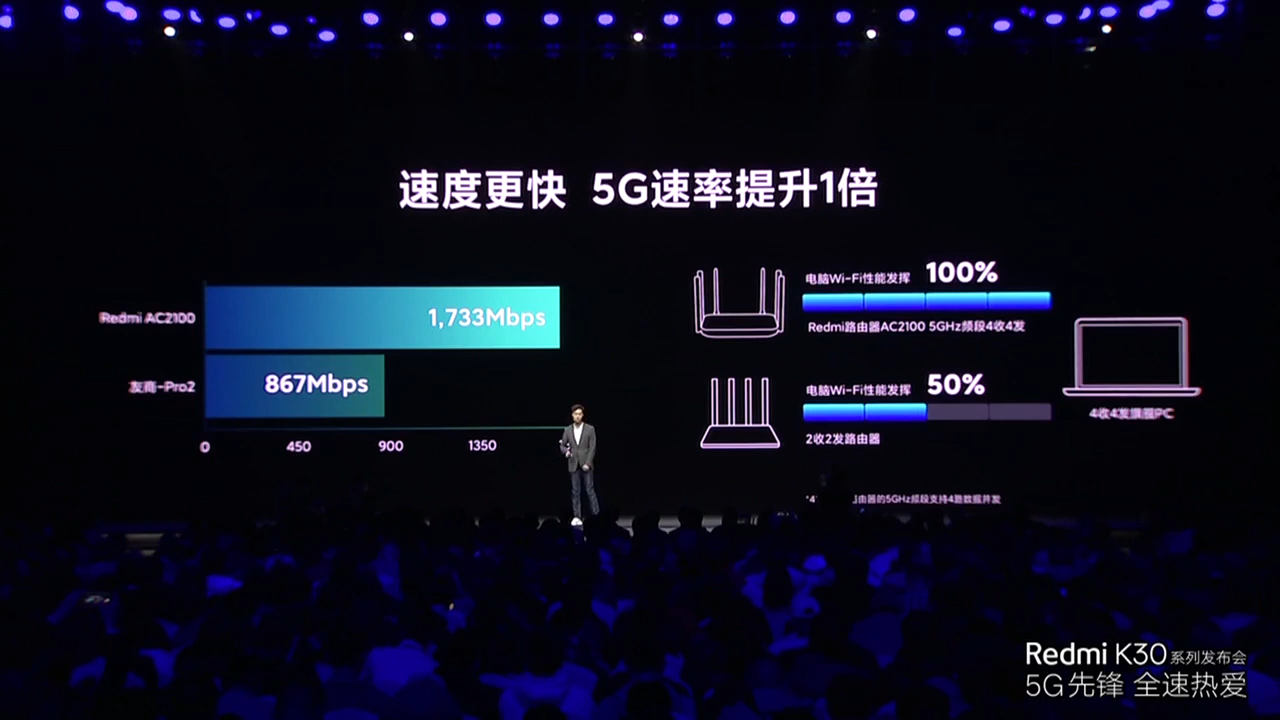 速度更快 5G速率提升1倍
Redmi AC2100
1,733Mbps
友商-Pro2
867Mbps
0 450 900 1350
电脑Wi-Fi性能发挥 100%
Redmi路由器AC2100 5GHz频段4收4发
电脑Wi-Fi性能发挥 50%
2收2发路由器
4收4发旗舰PC
由器的5GHz频段支持4路数据并发
Redmi K30 系列发布会
5G先锋 全速热爱